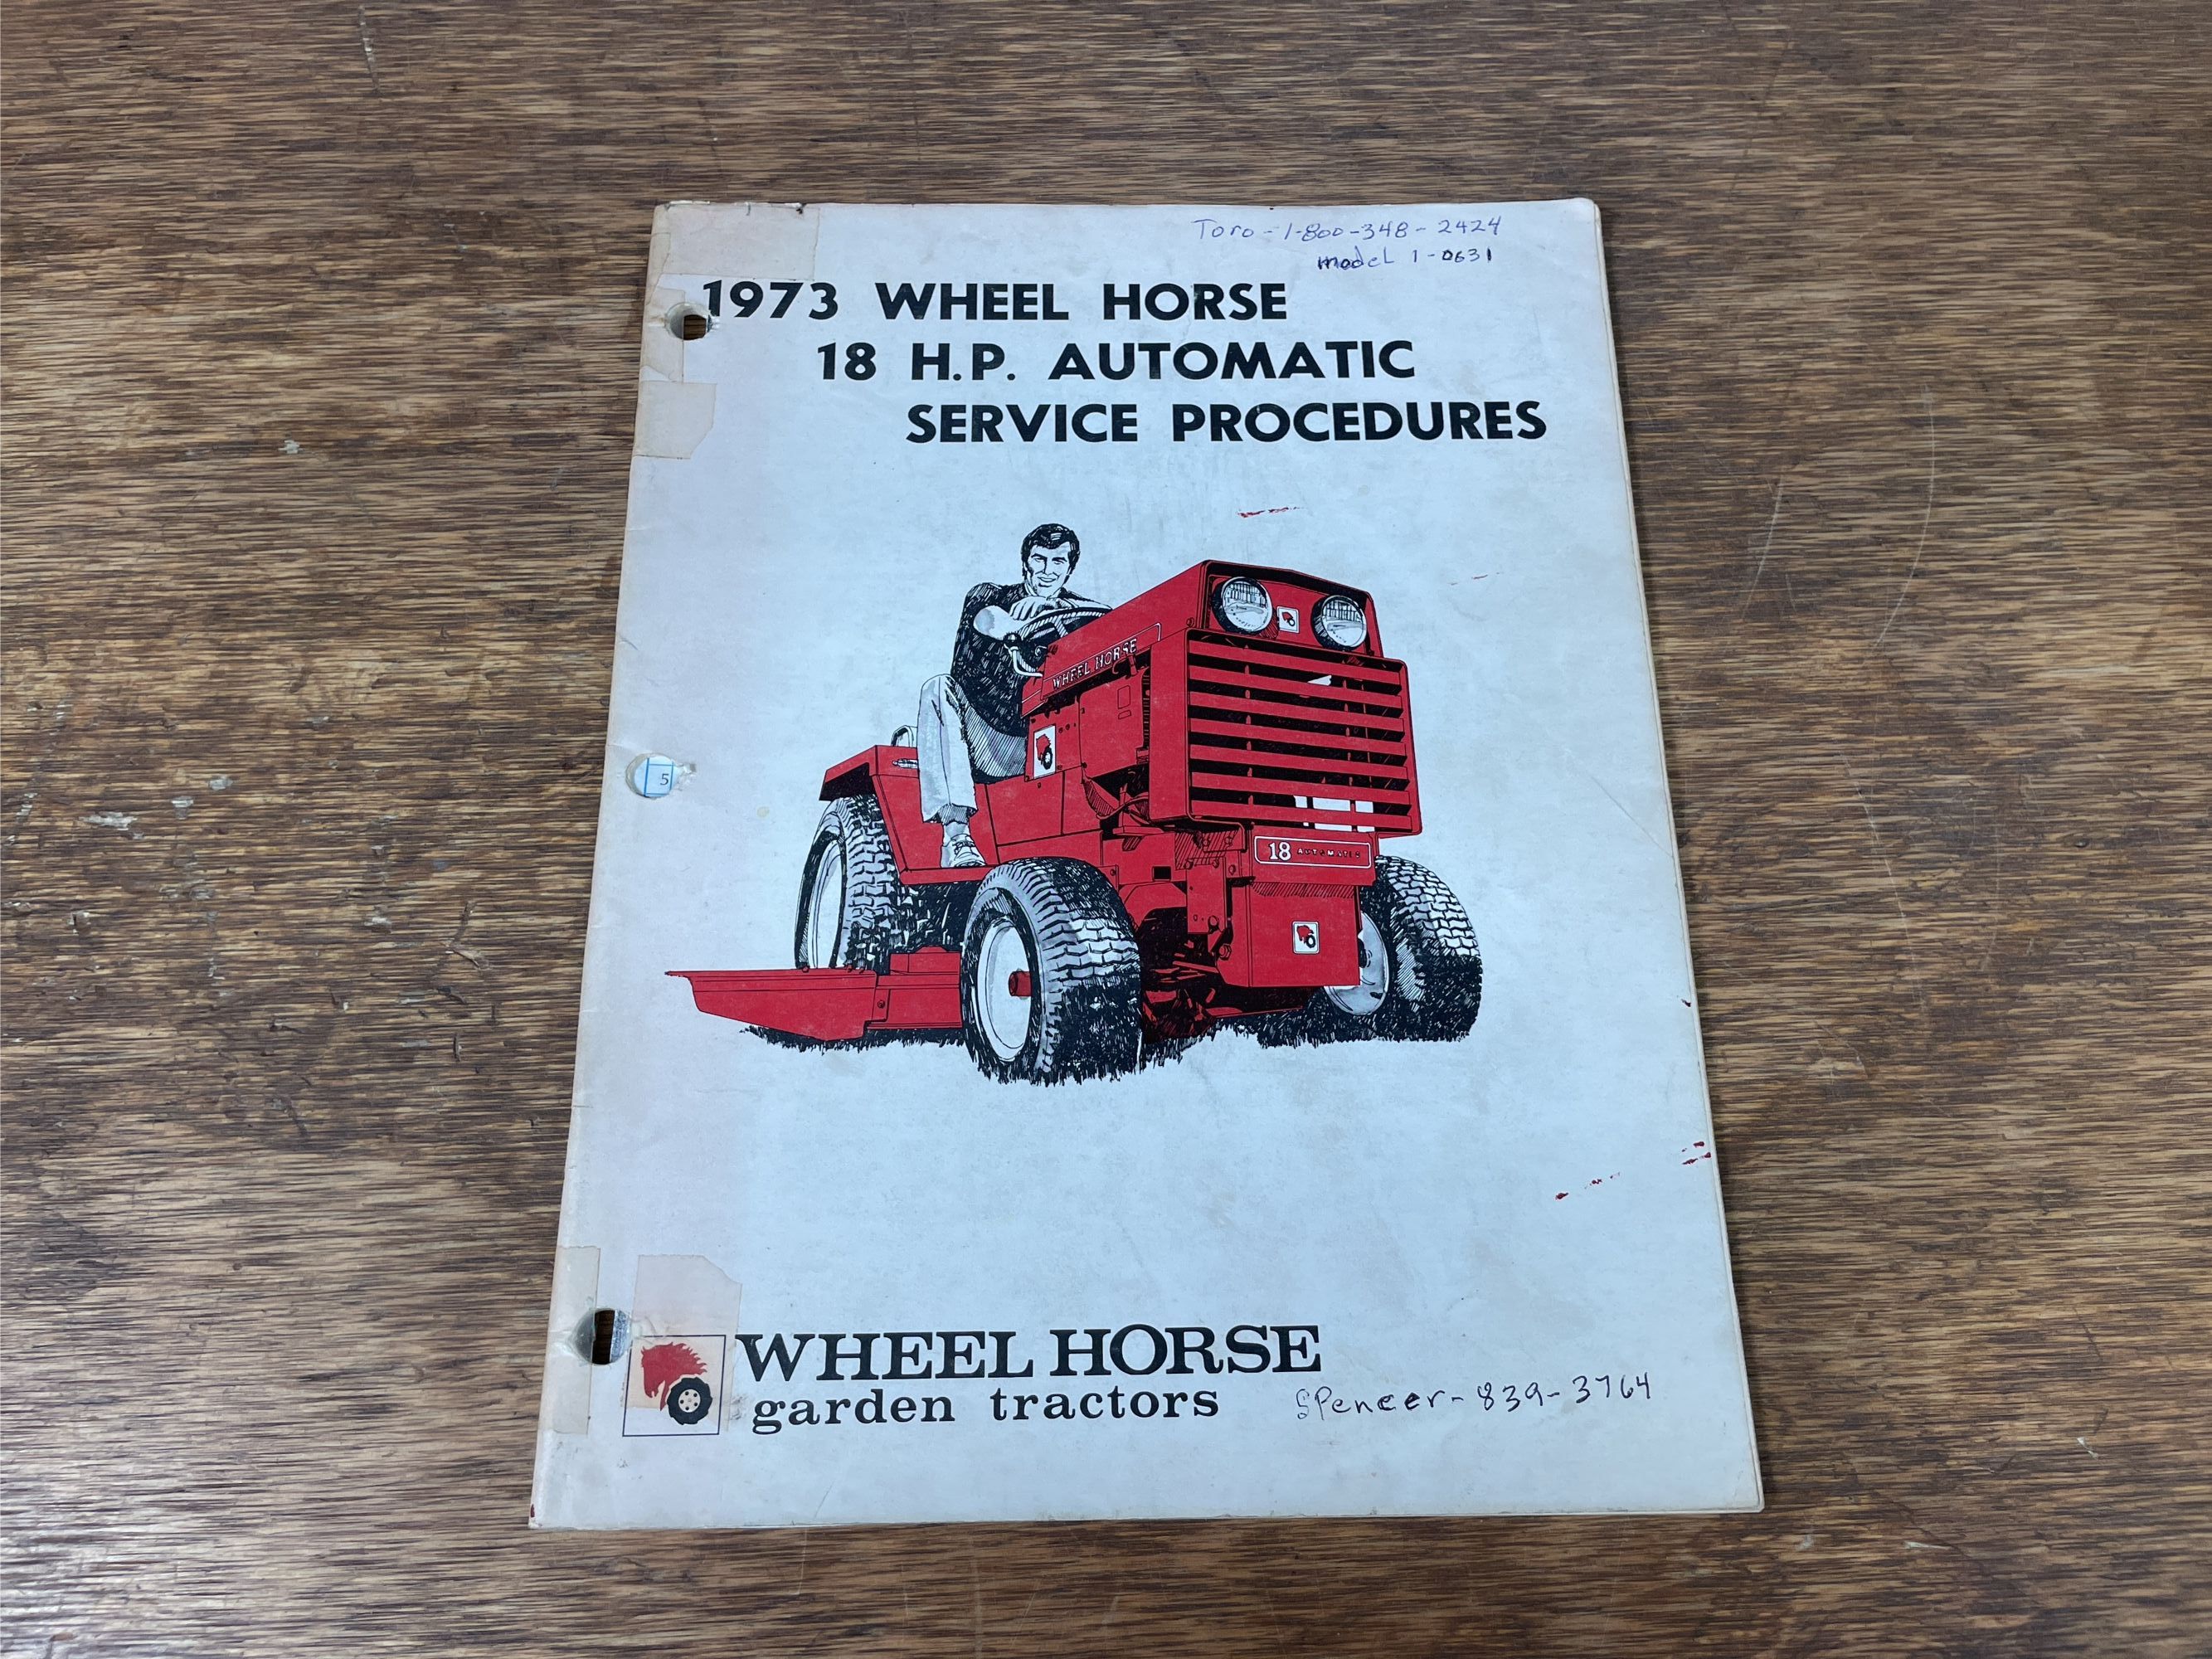 Toro - 1-800-348-2424
model 1-0631
1973 WHEEL HORSE
18 H.P. AUTOMATIC
SERVICE PROCEDURES
WHEEL HORSE
5
18 AUTOMATIC
WHEEL HORSE
garden tractors
Spencer - 839-3764